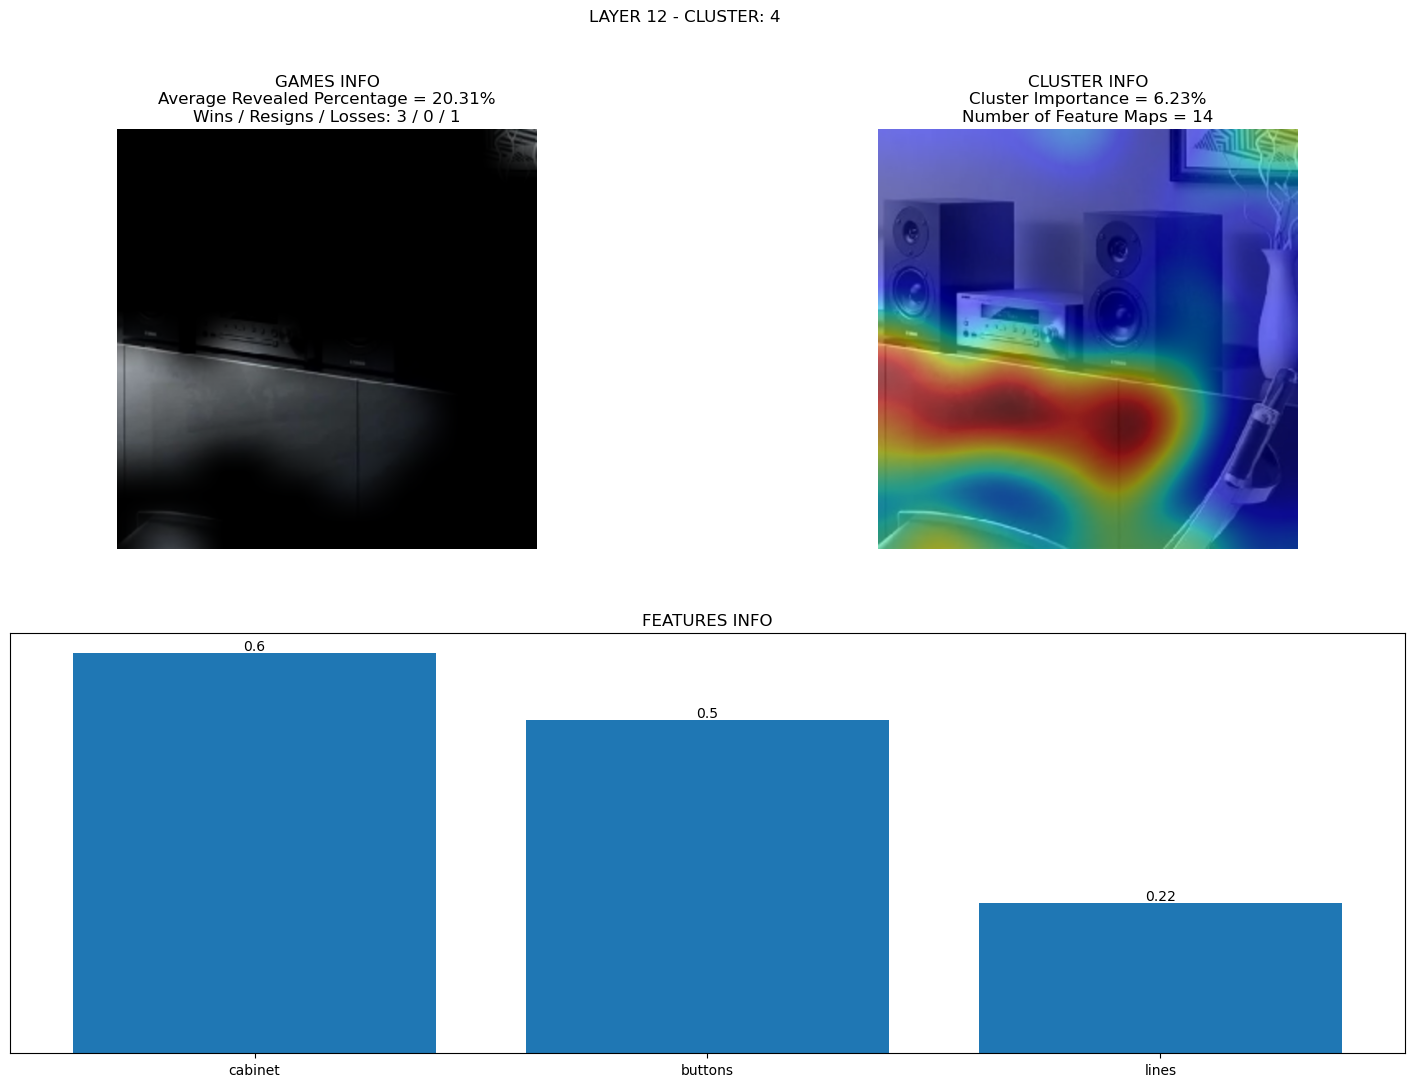 LAYER 12 - CLUSTER: 4
GAMES INFO
Average Revealed Percentage = 20.31%
Wins / Resigns / Losses: 3 / 0 / 1
CLUSTER INFO
Cluster Importance = 6.23%
Number of Feature Maps = 14
FEATURES INFO
0.6
0.5
0.22
cabinet
buttons
lines